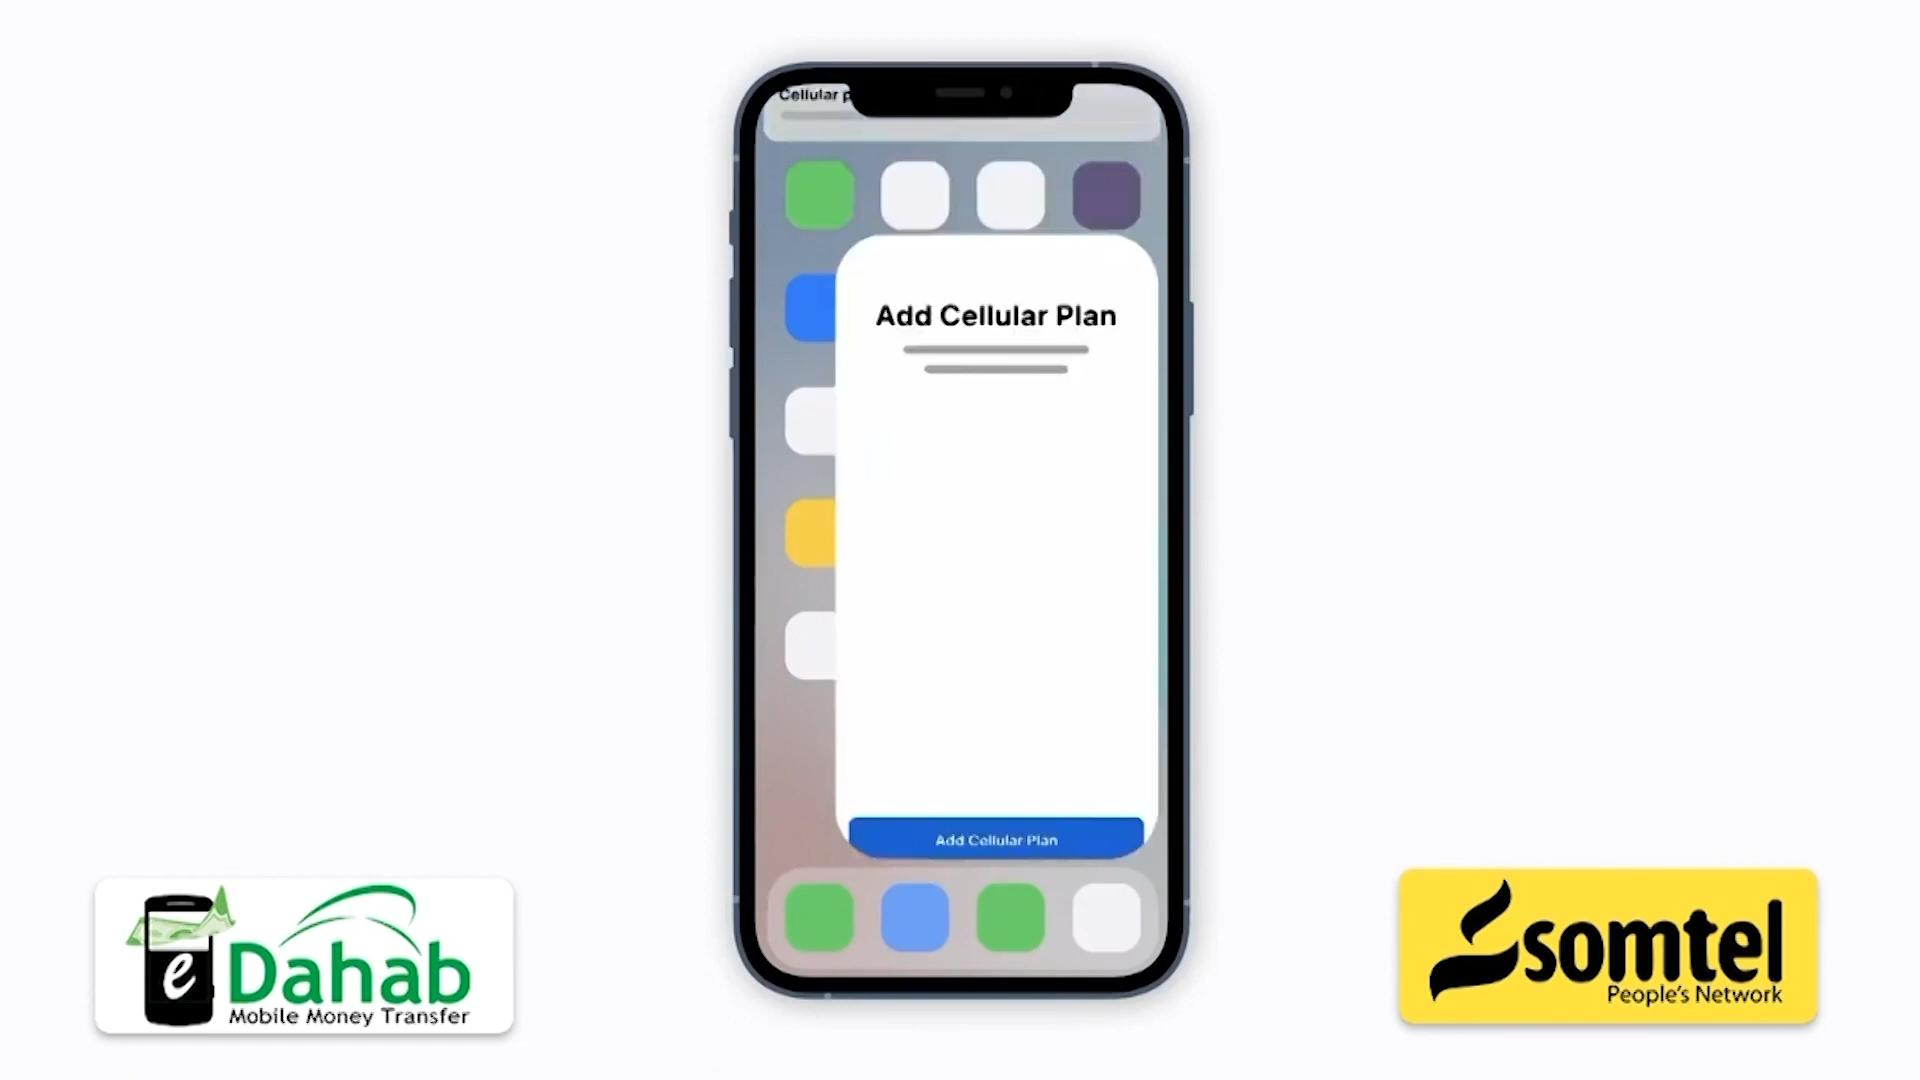 Cellular p
Add Cellular Plan
Add Cellular Plan
e
Dahab
Mobile Money Transfer
somtel
People's Network